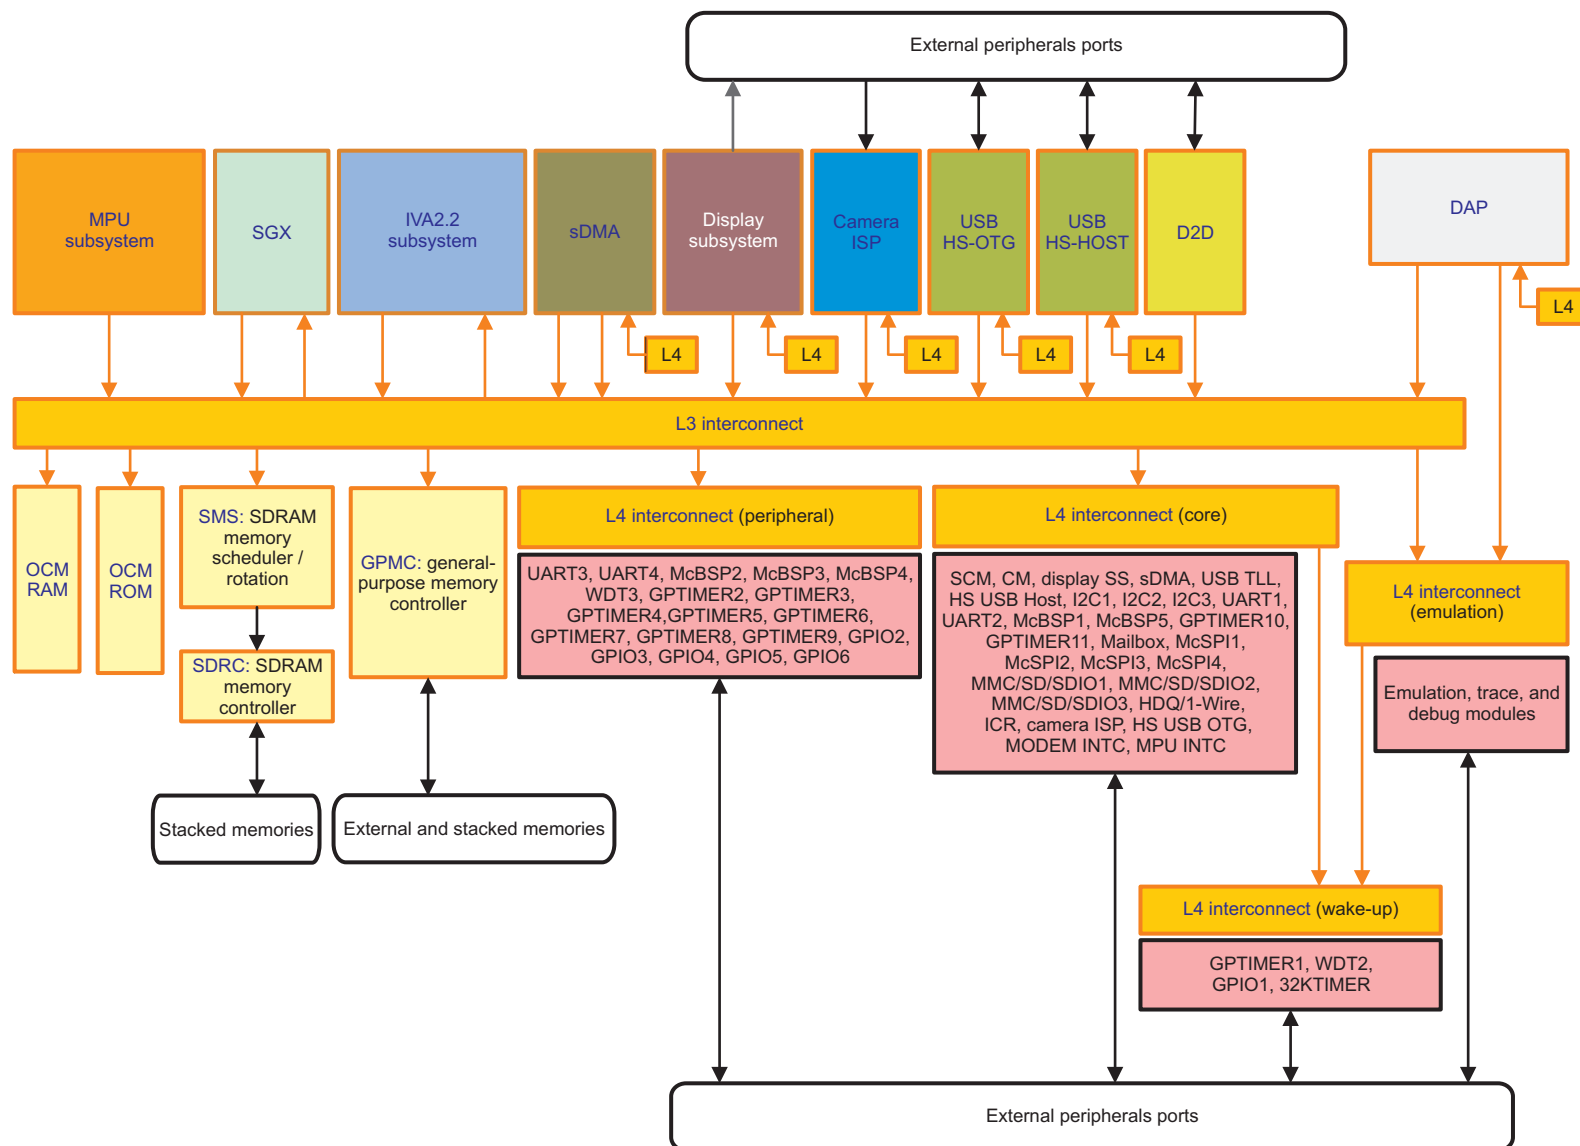 External peripherals ports
MPU
subsystem
SGX
IVA2.2
subsystem
sDMA
Display
subsystem
Camera
ISP
USB
HS-OTG
USB
HS-HOST
D2D
DAP
L4
L4
L4
L4
L4
L4
L3 interconnect
OCM
RAM
OCM
ROM
SMS: SDRAM
memory
scheduler /
rotation
SDRC: SDRAM
memory
controller
GPMC: general-
purpose memory
controller
Stacked memories
External and stacked memories
L4 interconnect (peripheral)
UART3, UART4, McBSP2, McBSP3, McBSP4,
WDT3, GPTIMER2, GPTIMER3,
GPTIMER4,GPTIMER5, GPTIMER6,
GPTIMER7, GPTIMER8, GPTIMER9, GPIO2,
GPIO3, GPIO4, GPIO5, GPIO6
L4 interconnect (core)
SCM, CM, display SS, sDMA, USB TLL,
HS USB Host, I2C1, I2C2, I2C3, UART1,
UART2, McBSP1, McBSP5, GPTIMER10,
GPTIMER11, Mailbox, McSPI1,
McSPI2, McSPI3, McSPI4,
MMC/SD/SDIO1, MMC/SD/SDIO2,
MMC/SD/SDIO3, HDQ/1-Wire,
ICR, camera ISP, HS USB OTG,
MODEM INTC, MPU INTC
L4 interconnect
(emulation)
Emulation, trace, and
debug modules
L4 interconnect (wake-up)
GPTIMER1, WDT2,
GPIO1, 32KTIMER
External peripherals ports